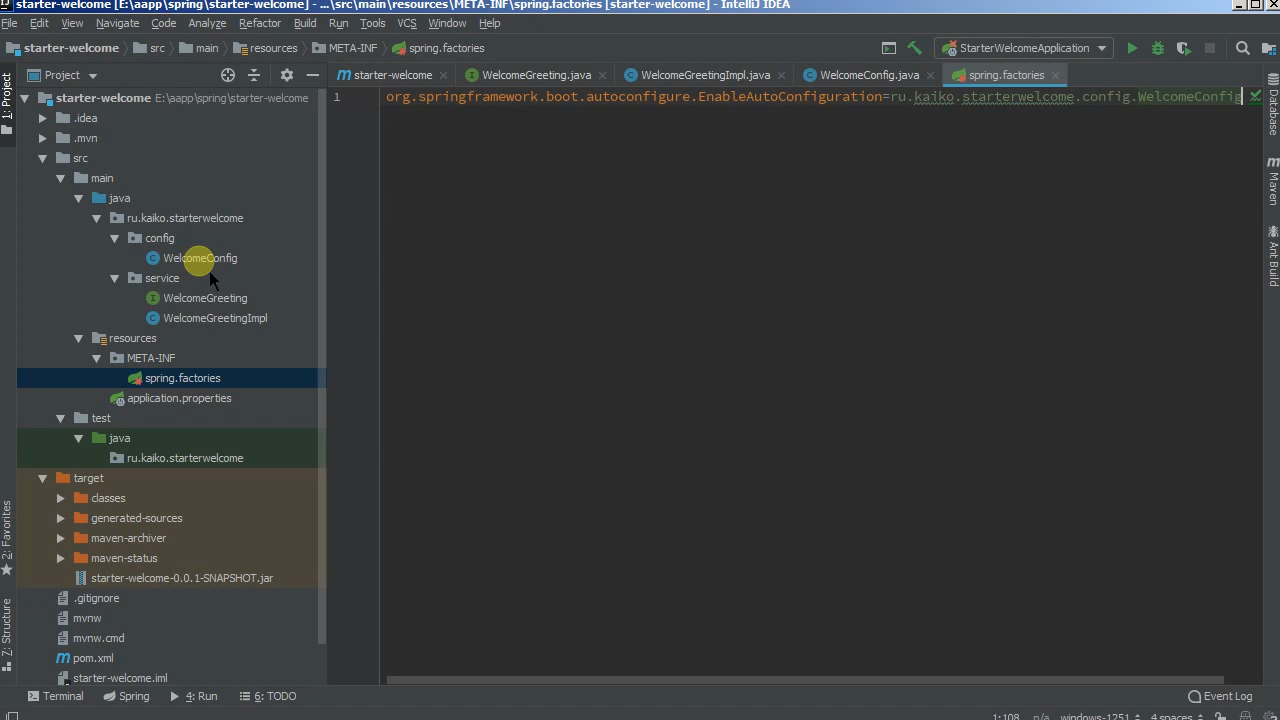 starter-welcome [E:\aapp\spring\starter-welcome] - ...\src\main\resources\META-INF\spring.factories [starter-welcome] - IntelliJ IDEA
File Edit View Navigate Code Analyze Refactor Build Run Tools VCS Window Help
starter-welcome src main resources META-INF spring.factories StarterWelcomeApplication
Project starter-welcome WelcomeGreeting.java WelcomeGreetingImpl.java WelcomeConfig.java spring.factories
1 org.springframework.boot.autoconfigure.EnableAutoConfiguration=ru.kaiko.starterwelcome.config.WelcomeConfig
starter-welcome E:\aapp\spring\starter-welcome
.idea
.mvn
src
main
java
ru.kaiko.starterwelcome
config
WelcomeConfig
service
WelcomeGreeting
WelcomeGreetingImpl
resources
META-INF
spring.factories
application.properties
test
java
ru.kaiko.starterwelcome
target
classes
generated-sources
maven-archiver
maven-status
starter-welcome-0.0.1-SNAPSHOT.jar
.gitignore
mvnw
mvnw.cmd
pom.xml
starter-welcome.iml
1: Project
2: Favorites
7: Structure
Database
Maven
Ant Build
Terminal Spring 4: Run 6: TODO Event Log
1:108 n/a windows-1251 4 spaces